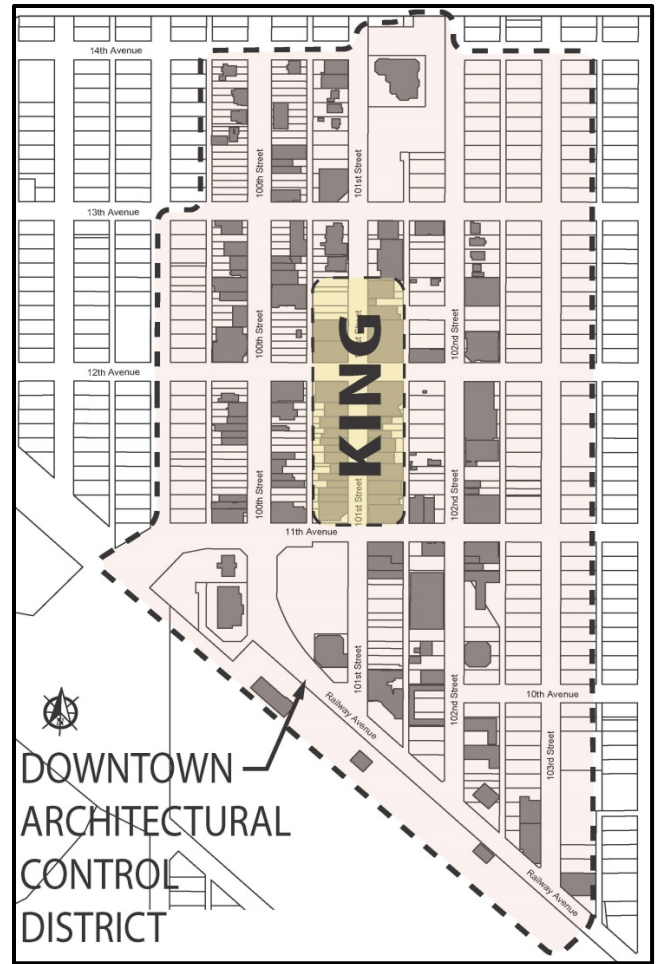 14th Avenue
100th Street
101st Street
13th Avenue
100th Street
101st Street
102nd Street
KING
12th Avenue
100th Street
101st Street
102nd Street
11th Avenue
101st Street
102nd Street
10th Avenue
103rd Street
Railway Avenue
Railway Avenue
N
DOWNTOWN
ARCHITECTURAL
CONTROL
DISTRICT